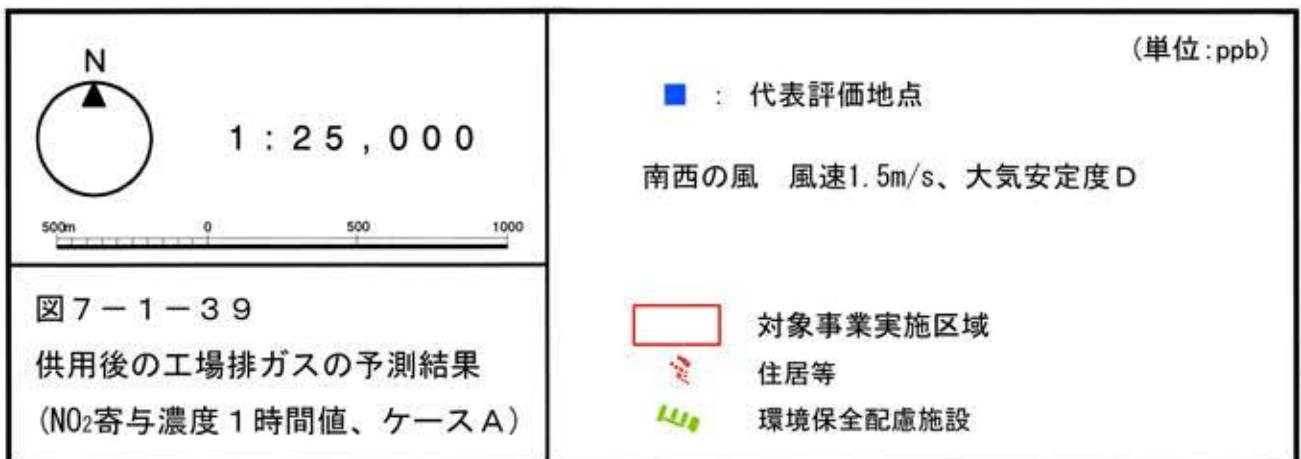 N
1:25,000
500m 0 500 1000
図7-1-39
供用後の工場排ガスの予測結果
(NO₂寄与濃度1時間値、ケースA)
(単位:ppb)
: 代表評価地点
南西の風 風速1.5m/s、大気安定度D
対象事業実施区域
住居等
環境保全配慮施設